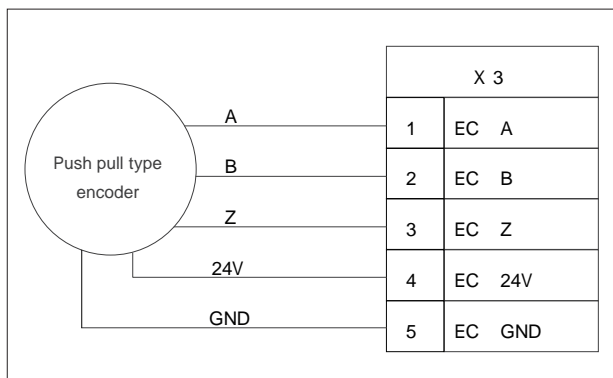 X 3
A
1 EC A
Push pull type
encoder
B
2 EC B
Z
3 EC Z
24V
4 EC 24V
GND
5 EC GND